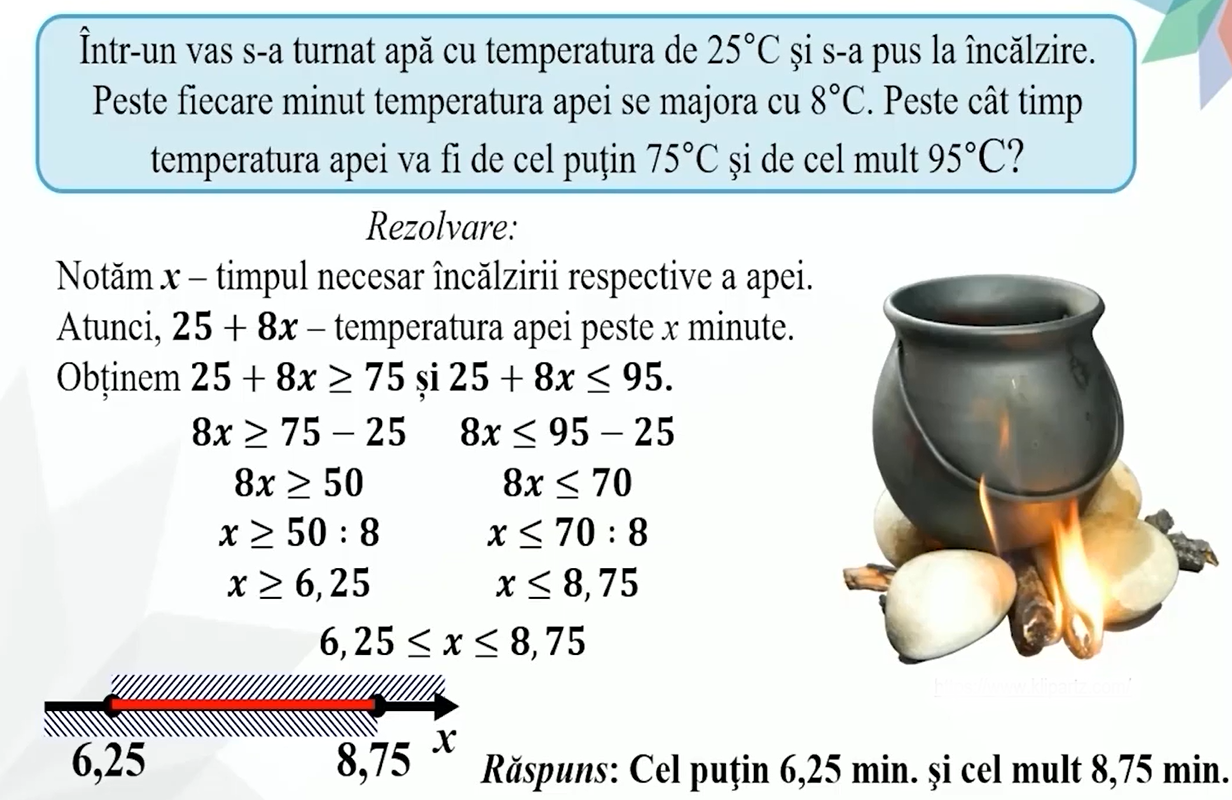 Într-un vas s-a turnat apă cu temperatura de 25°C și s-a pus la încălzire.
Peste fiecare minut temperatura apei se majora cu 8°C. Peste cât timp
temperatura apei va fi de cel puțin 75°C și de cel mult 95°C?
Rezolvare:
Notăm x – timpul necesar încălzirii respective a apei.
Atunci, 25 + 8x – temperatura apei peste x minute.
Obținem 25 + 8x ≥ 75 și 25 + 8x ≤ 95.
8x ≥ 75 – 25 8x ≤ 95 – 25
8x ≥ 50 8x ≤ 70
x ≥ 50 : 8 x ≤ 70 : 8
x ≥ 6,25 x ≤ 8,75
6,25 ≤ x ≤ 8,75
6,25 8,75 x
Răspuns: Cel puțin 6,25 min. și cel mult 8,75 min.